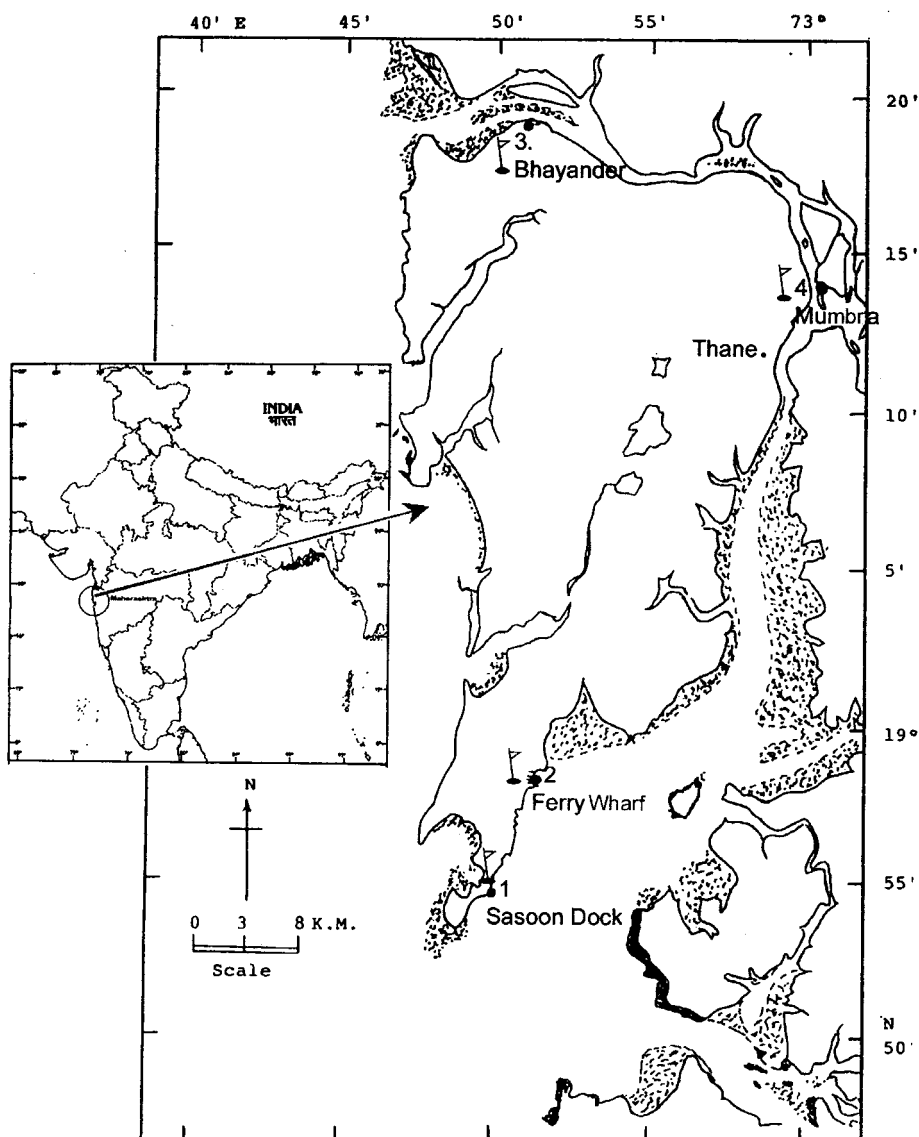 40' E 45' 50' 55' 73°
20'
3.
Bhayander
15'
4
Mumbra
Thane.
10'
INDIA
भारत
Maharashtra
5'
19°
2
Ferry Wharf
N
1
55'
Sasoon Dock
0 3 8 K.M.
Scale
N
50'